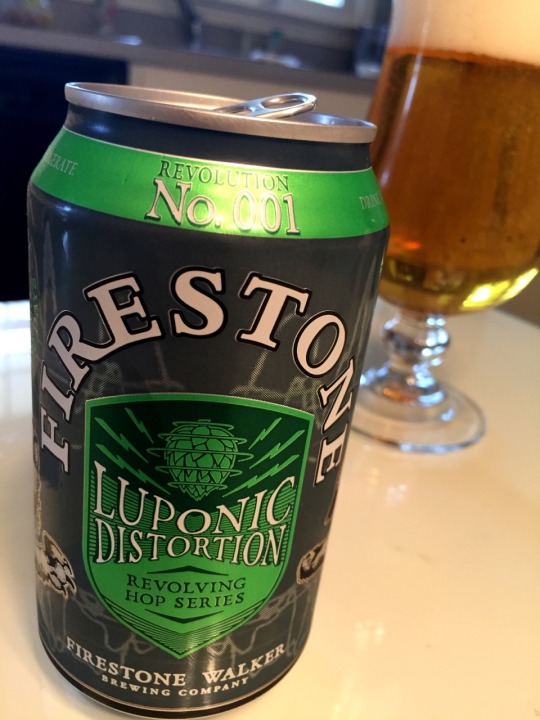 REVOLUTION
No. 001
FIRESTONE
LUPONIC
DISTORTION
REVOLVING
HOP SERIES
FIRESTONE WALKER
BREWING COMPANY